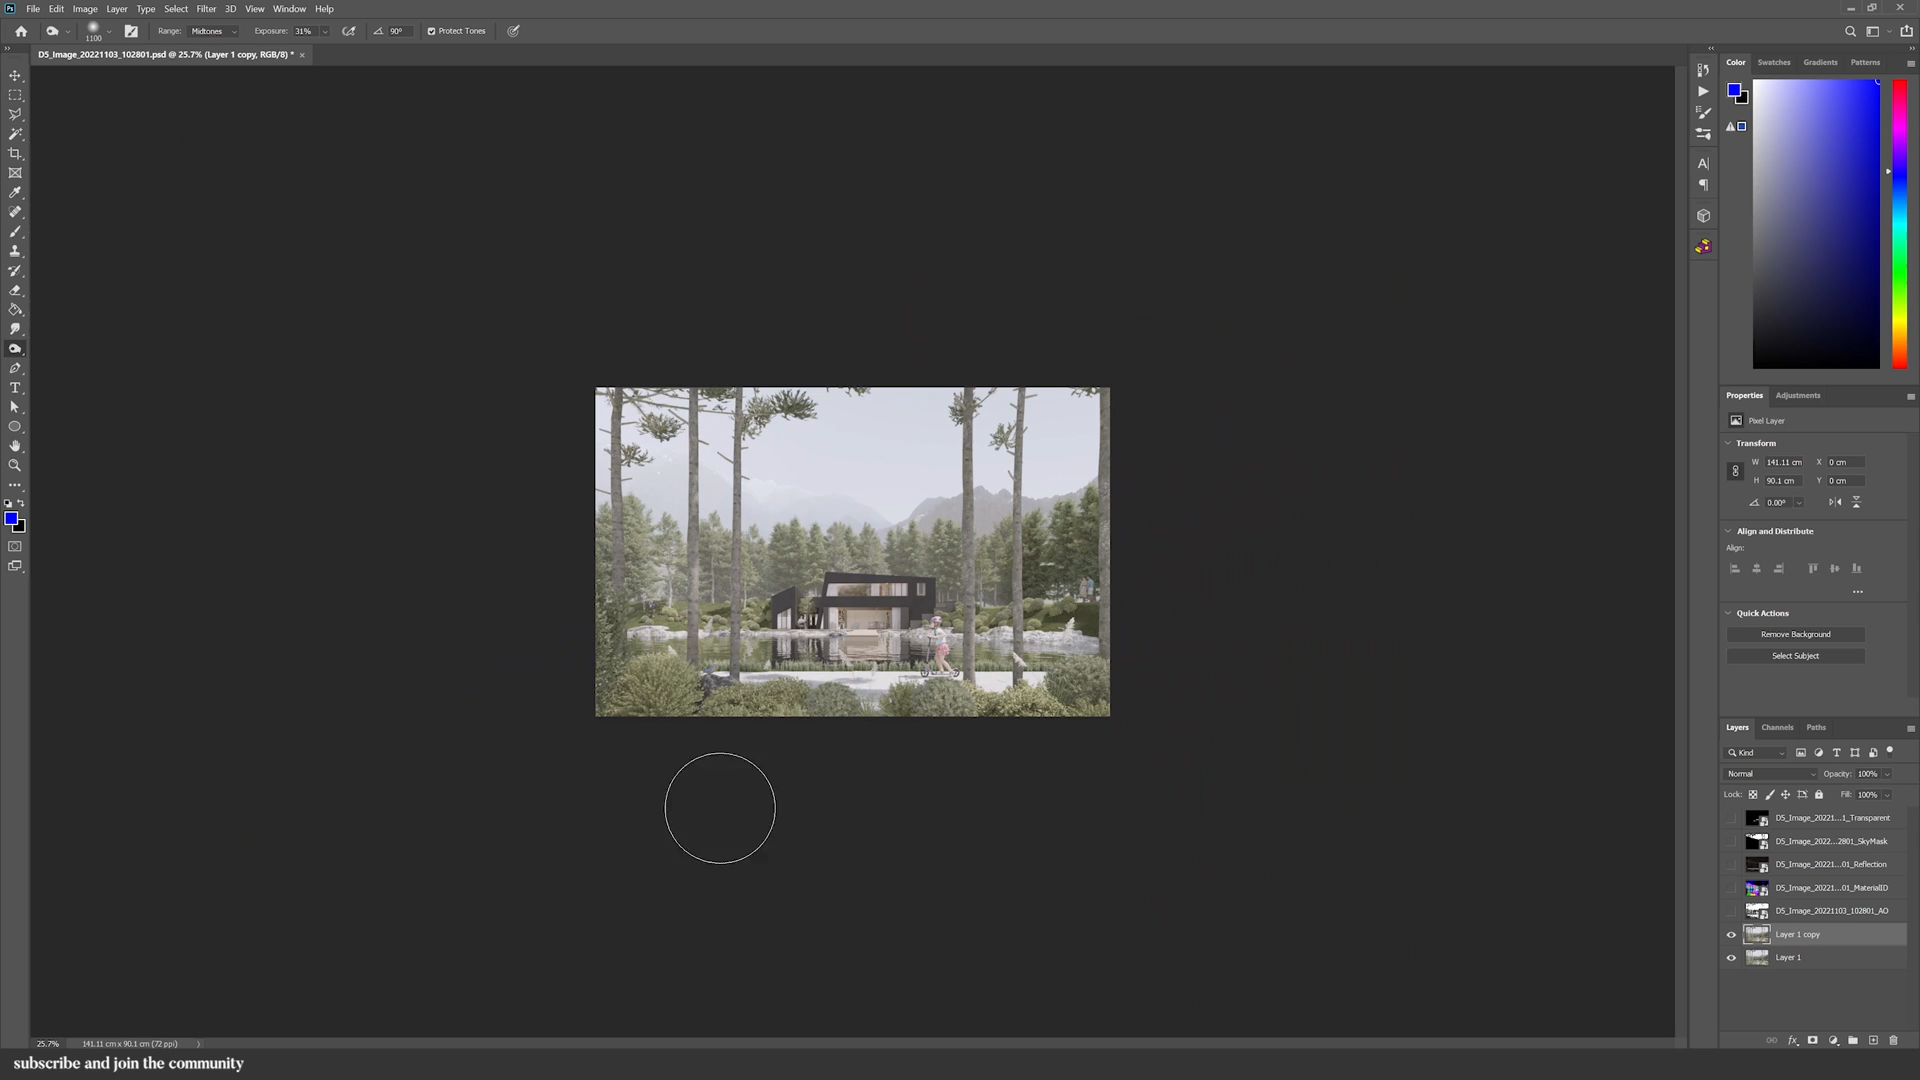 Ps File Edit Image Layer Type Select Filter 3D View Window Help
1100 Range: Midtones Exposure: 31% 90° Protect Tones
D5_Image_20221103_102801.psd @ 25.7% (Layer 1 copy, RGB/8) *
Color Swatches Gradients Patterns
Properties Adjustments
Pixel Layer
Transform
W 141.11 cm X 0 cm
H 90.1 cm Y 0 cm
0.00°
Align and Distribute
Align:
Quick Actions
Remove Background
Select Subject
Layers Channels Paths
Kind
Normal Opacity: 100%
Lock: Fill: 100%
D5_Image_20221...1_Transparent
D5_Image_2022...2801_SkyMask
D5_Image_20221...01_Reflection
D5_Image_20221...01_MaterialID
D5_Image_20221103_102801_AO
Layer 1 copy
Layer 1
25.7% 141.11 cm x 90.1 cm (72 ppi)
subscribe and join the community